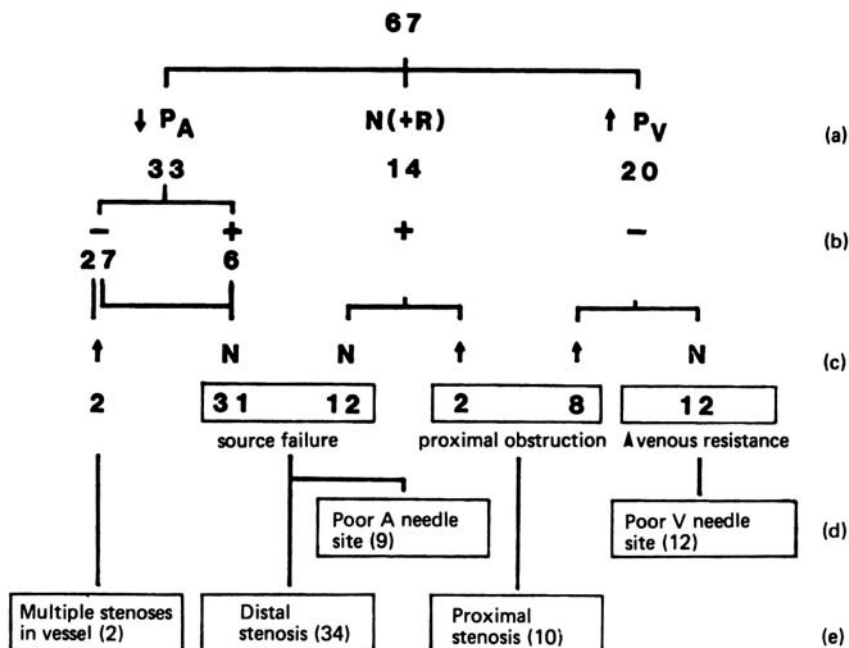 67
↓ PA N(+R) ↑ PV (a)
33 14 20
− + + − (b)
27 6
↑ N N ↑ ↑ N (c)
2 31 12 2 8 12
source failure proximal obstruction ▲venous resistance
Poor A needle site (9) Poor V needle site (12) (d)
Multiple stenoses in vessel (2) Distal stenosis (34) Proximal stenosis (10) (e)